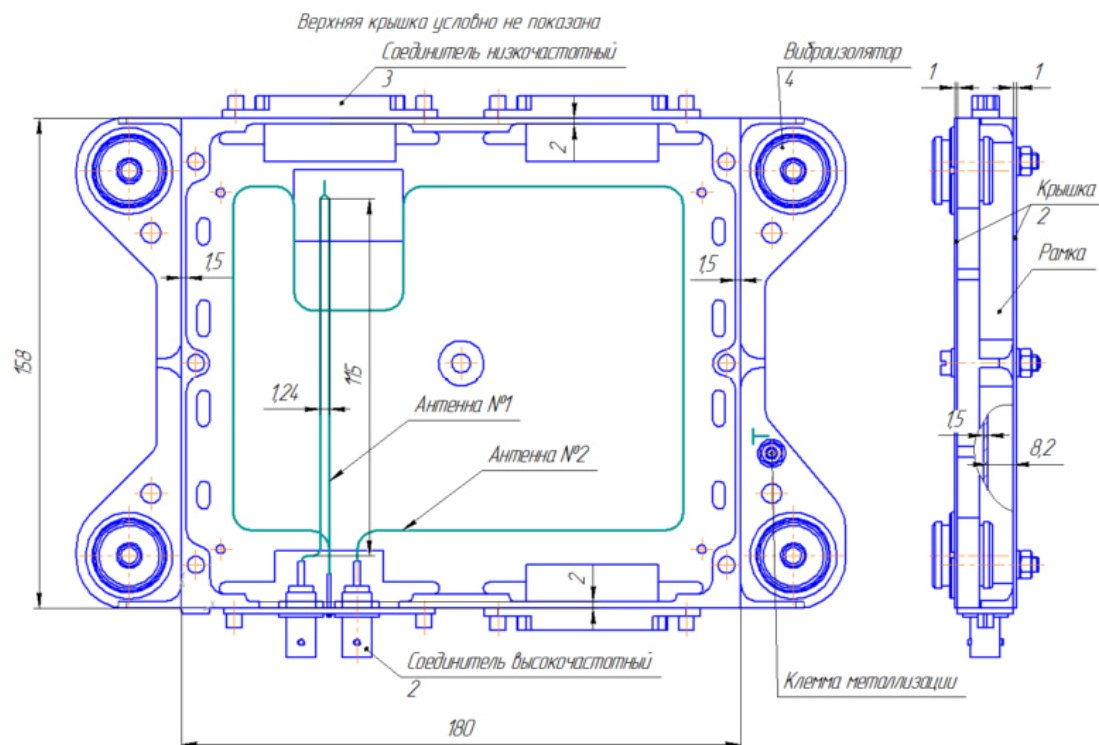 Верхняя крышка условно не показана
Соединитель низкочастотный
3
Виброизолятор
4
1
1
2
Крышка
2
Рамка
1,5
1,5
158
115
1,24
Антенна №1
Антенна №2
1,5
8,2
2
Соединитель высокочастотный
2
Клемма металлизации
180